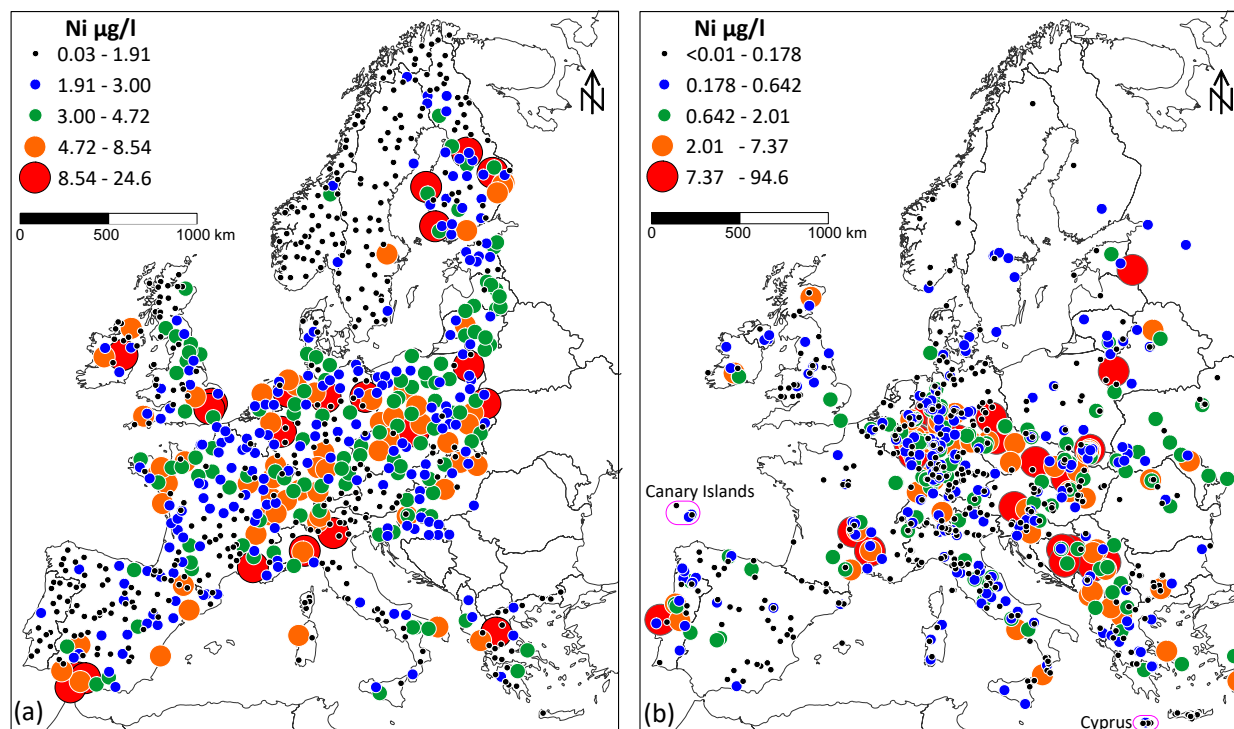 Ni µg/l
0.03 - 1.91
1.91 - 3.00
3.00 - 4.72
4.72 - 8.54
8.54 - 24.6
0 500 1000 km
N
(a)
Ni µg/l
<0.01 - 0.178
0.178 - 0.642
0.642 - 2.01
2.01 - 7.37
7.37 - 94.6
0 500 1000 km
N
Canary Islands
Cyprus
(b)